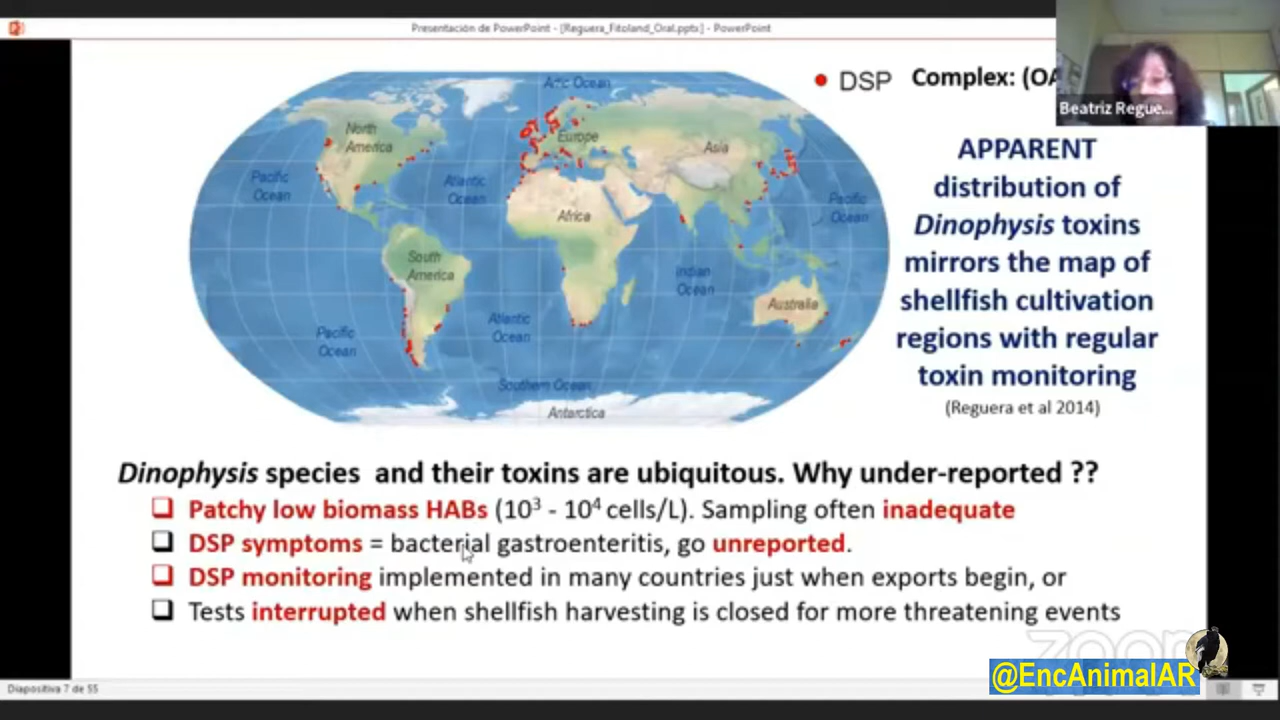 Presentación de PowerPoint - [Reguera_Fitoland_Oral.pptx] - PowerPoint
DSP Complex: (OA
Beatriz Regue...
Arctic Ocean
North
America
Europe
Asia
Pacific
Ocean
Atlantic
Ocean
Africa
Pacific
Ocean
South
America
Indian
Ocean
Australia
Pacific
Ocean
Atlantic
Ocean
Southern Ocean
Antarctica
APPARENT
distribution of
Dinophysis toxins
mirrors the map of
shellfish cultivation
regions with regular
toxin monitoring
(Reguera et al 2014)
Dinophysis species and their toxins are ubiquitous. Why under-reported ??
Patchy low biomass HABs (10³ - 10⁴ cells/L). Sampling often inadequate
DSP symptoms = bacterial gastroenteritis, go unreported.
DSP monitoring implemented in many countries just when exports begin, or
Tests interrupted when shellfish harvesting is closed for more threatening events
zoom
@EncAnimalAR
Diapositiva 7 de 55